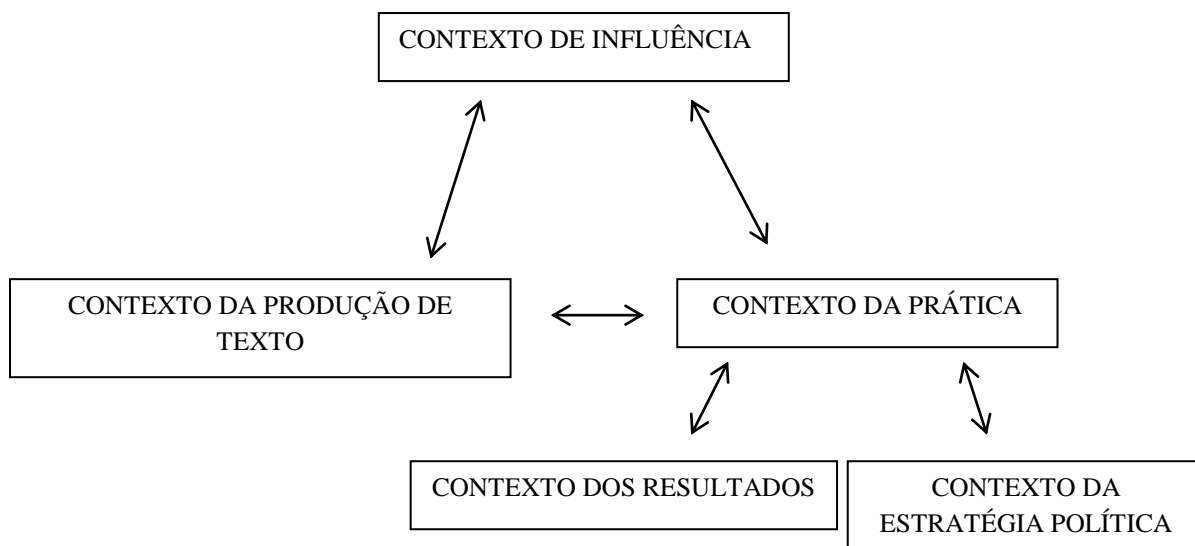 CONTEXTO DE INFLUÊNCIA
CONTEXTO DA PRODUÇÃO DE
TEXTO
CONTEXTO DA PRÁTICA
CONTEXTO DOS RESULTADOS
CONTEXTO DA
ESTRATÉGIA POLÍTICA